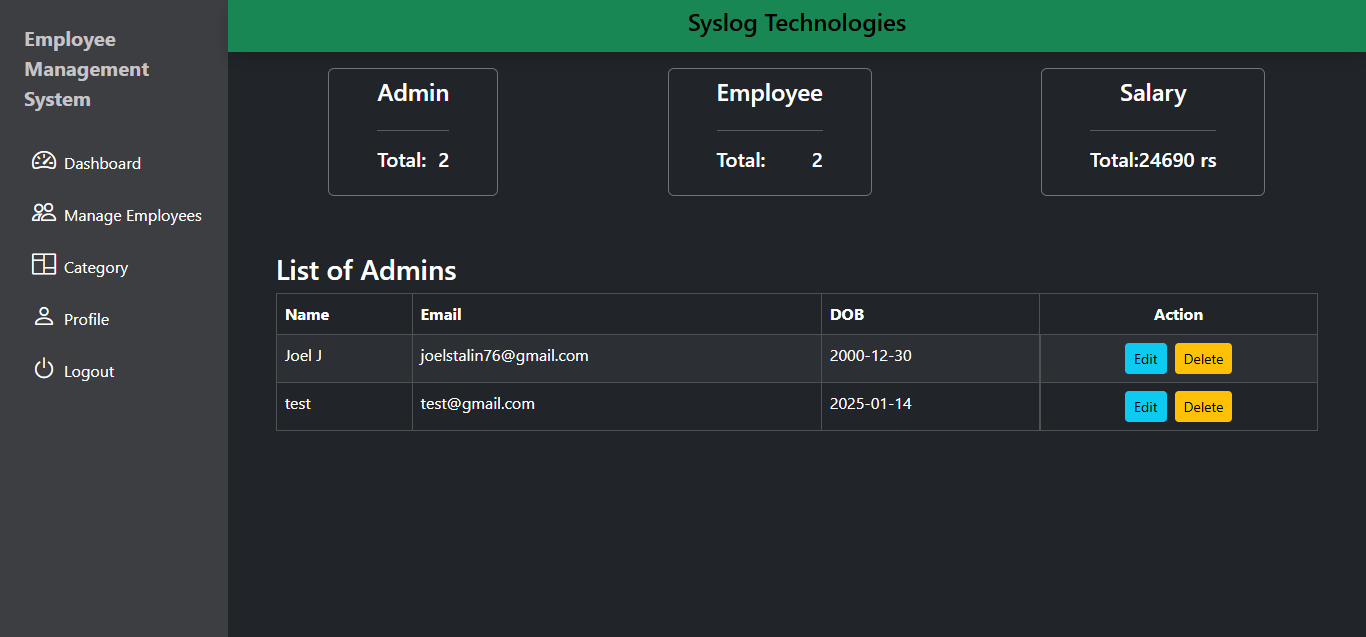 Employee
Management
System
Dashboard
Manage Employees
Category
Profile
Logout
Syslog Technologies
Admin
Total: 2
Employee
Total: 2
Salary
Total:24690 rs
List of Admins
Name Email DOB Action
Joel J joelstalin76@gmail.com 2000-12-30 Edit Delete
test test@gmail.com 2025-01-14 Edit Delete